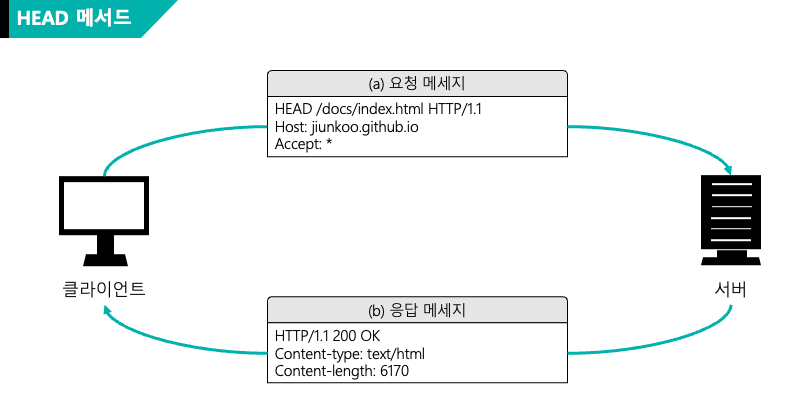 HEAD 메서드
(a) 요청 메세지
HEAD /docs/index.html HTTP/1.1
Host: jiunkoo.github.io
Accept: *
클라이언트
서버
(b) 응답 메세지
HTTP/1.1 200 OK
Content-type: text/html
Content-length: 6170